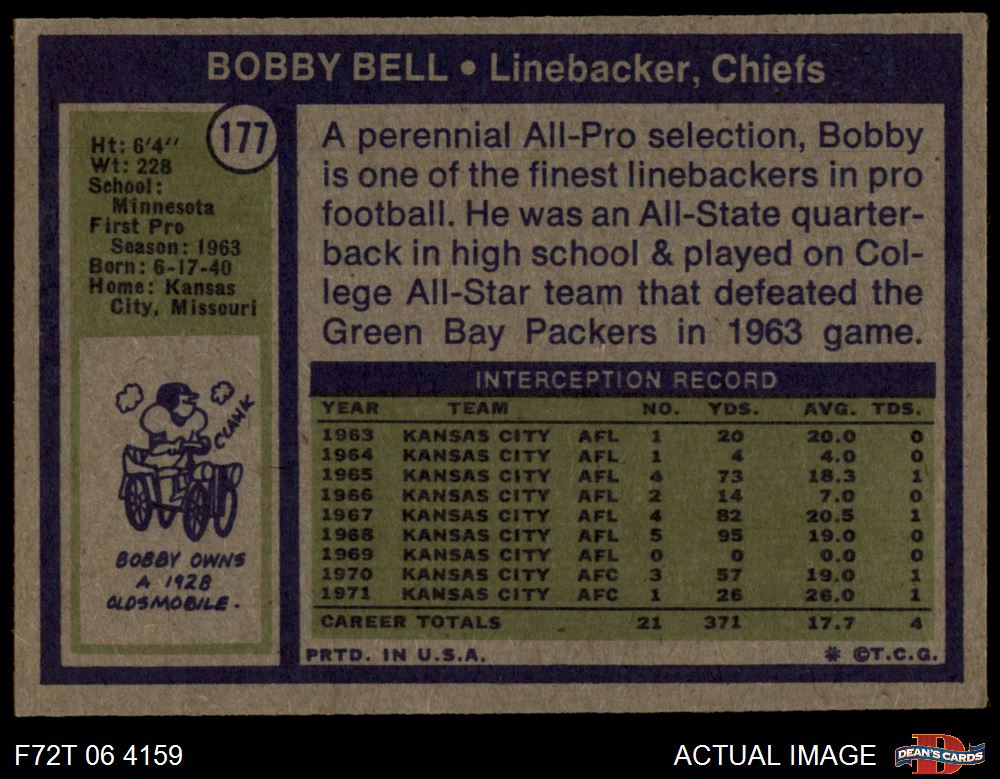 BOBBY BELL • Linebacker, Chiefs
177
Ht: 6'4"
Wt: 228
School:
Minnesota
First Pro
Season: 1963
Born: 6-17-40
Home: Kansas
City, Missouri
CLANK
BOBBY OWNS
A 1928
OLDSMOBILE.
A perennial All-Pro selection, Bobby
is one of the finest linebackers in pro
football. He was an All-State quarter-
back in high school & played on Col-
lege All-Star team that defeated the
Green Bay Packers in 1963 game.
INTERCEPTION RECORD
YEAR TEAM NO. YDS. AVG. TDS.
1963 KANSAS CITY AFL 1 20 20.0 0
1964 KANSAS CITY AFL 1 4 4.0 0
1965 KANSAS CITY AFL 4 73 18.3 1
1966 KANSAS CITY AFL 2 14 7.0 0
1967 KANSAS CITY AFL 4 82 20.5 1
1968 KANSAS CITY AFL 5 95 19.0 0
1969 KANSAS CITY AFL 0 0 0.0 0
1970 KANSAS CITY AFC 3 57 19.0 1
1971 KANSAS CITY AFC 1 26 26.0 1
CAREER TOTALS 21 371 17.7 4
PRTD. IN U.S.A. * ©T.C.G.
F72T 06 4159 ACTUAL IMAGE D DEAN'S CARDS